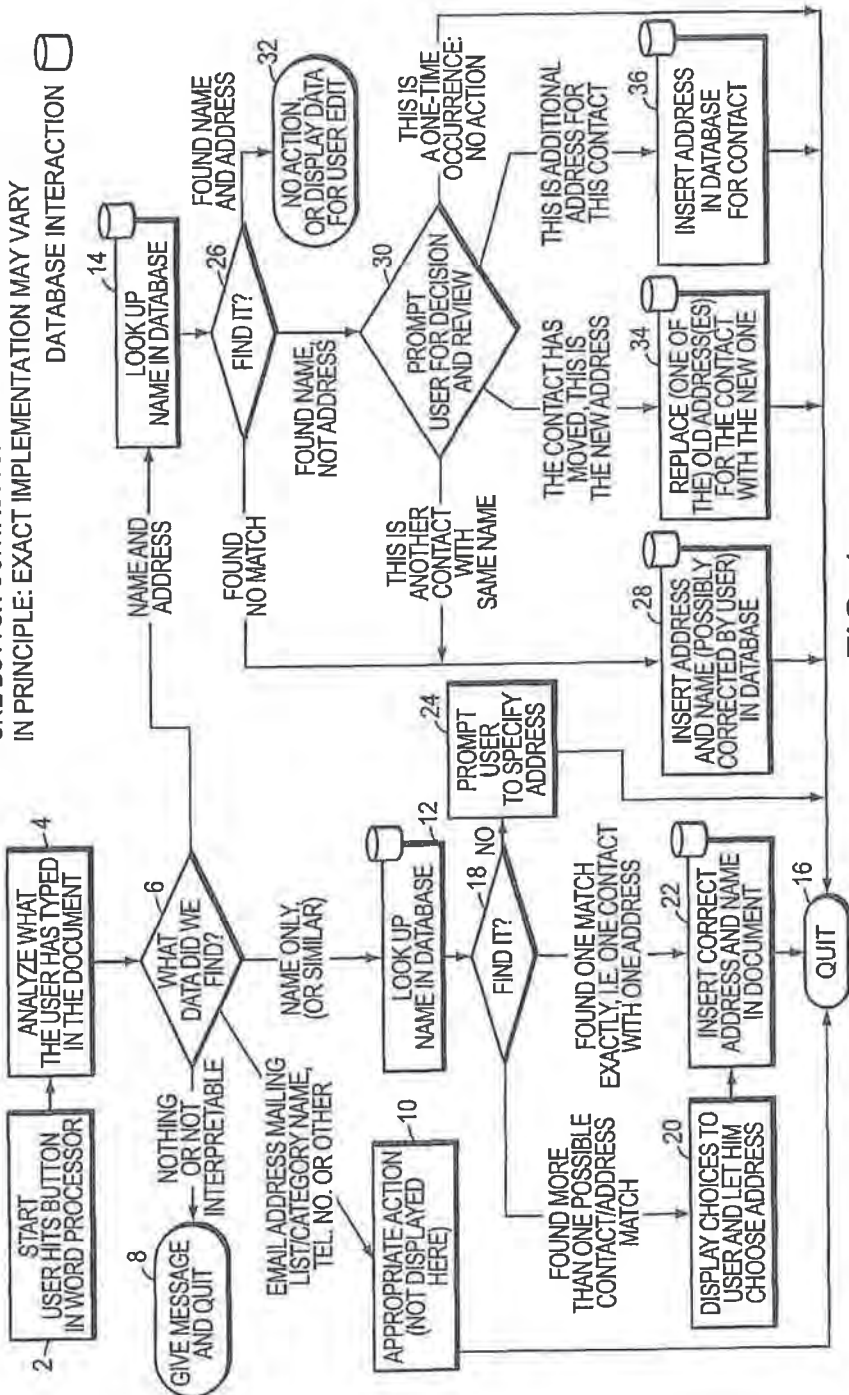 IN PRINCIPLE: EXACT IMPLEMENTATION MAY VARY
DATABASE INTERACTION
2
START
USER HITS BUTTON
IN WORD PROCESSOR
4
ANALYZE WHAT
THE USER HAS TYPED
IN THE DOCUMENT
6
WHAT
DATA DID WE
FIND?
NOTHING
OR NOT
INTERPRETABLE
8
GIVE MESSAGE
AND QUIT
EMAIL ADDRESS MAILING
LIST/CATEGORY NAME,
TEL. NO. OR OTHER
10
APPROPRIATE ACTION
(NOT DISPLAYED
HERE)
NAME ONLY
(OR SIMILAR)
12
LOOK UP
NAME IN DATABASE
18
FIND IT?
NO
24
PROMPT
USER
TO SPECIFY
ADDRESS
FOUND MORE
THAN ONE POSSIBLE
CONTACT/ADDRESS
MATCH
FOUND ONE MATCH
EXACTLY, I.E. ONE CONTACT
WITH ONE ADDRESS
20
DISPLAY CHOICES TO
USER AND LET HIM
CHOOSE ADDRESS
22
INSERT CORRECT
ADDRESS AND NAME
IN DOCUMENT
16
QUIT
NAME AND
ADDRESS
14
LOOK UP
NAME IN DATABASE
26
FIND IT?
FOUND NAME
AND ADDRESS
32
NO ACTION,
OR DISPLAY DATA
FOR USER EDIT
FOUND
NO MATCH
FOUND NAME,
NOT ADDRESS
30
PROMPT
USER FOR DECISION
AND REVIEW
THIS IS
ANOTHER
CONTACT
WITH
SAME NAME
THE CONTACT HAS
MOVED, THIS IS
THE NEW ADDRESS
THIS IS ADDITIONAL
ADDRESS FOR
THIS CONTACT
THIS IS
A ONE-TIME
OCCURRENCE:
NO ACTION
28
INSERT ADDRESS
AND NAME (POSSIBLY
CORRECTED BY USER)
IN DATABASE
34
REPLACE (ONE OF
THE) OLD ADDRESS(ES)
FOR THE CONTACT
WITH THE NEW ONE
36
INSERT ADDRESS
IN DATABASE
FOR CONTACT